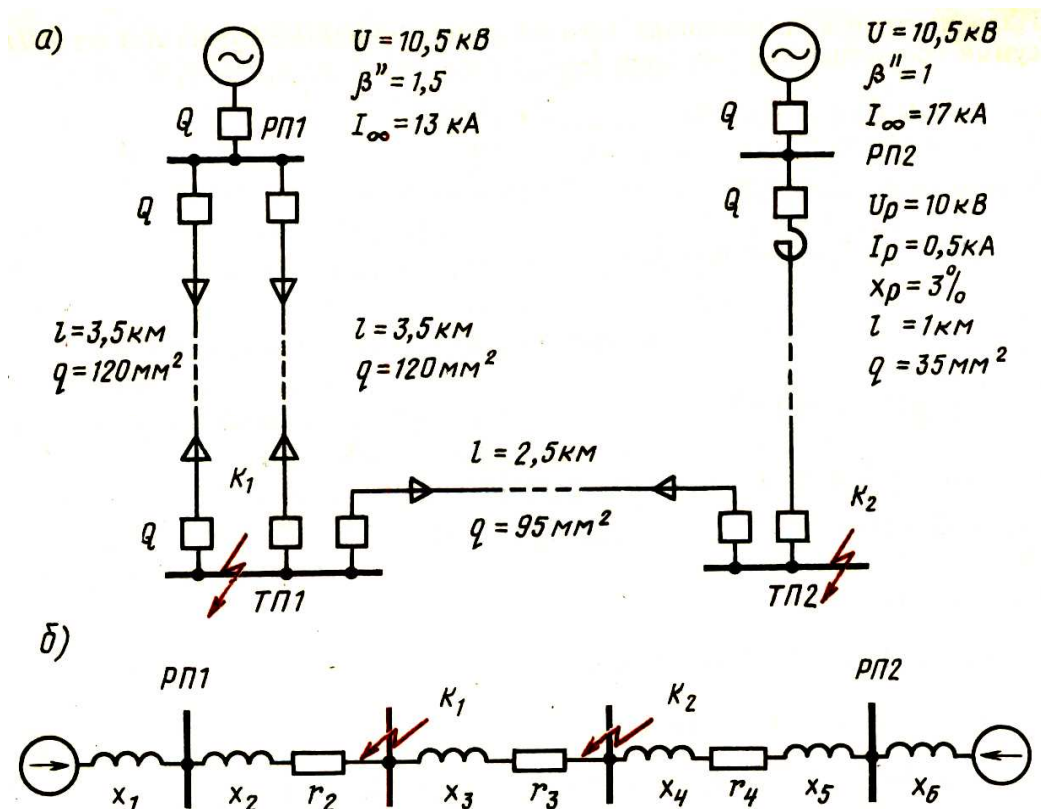 а)
U = 10,5 кВ
β" = 1,5
I∞ = 13 кА
Q
РП1
Q
l = 3,5 км
q = 120 мм²
l = 3,5 км
q = 120 мм²
K₁
Q
ТП1
l = 2,5 км
q = 95 мм²
U = 10,5 кВ
β" = 1
I∞ = 17 кА
Q
РП2
Q
Uр = 10 кВ
Iр = 0,5 кА
xр = 3%
l = 1 км
q = 35 мм²
K₂
ТП2
б)
РП1
K₁
K₂
РП2
x₁ x₂ r₂ x₃ r₃ x₄ r₄ x₅ x₆